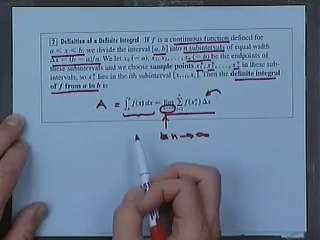 2 Definition of a Definite Integral If f is a continuous function defined for
a ≤ x ≤ b, we divide the interval [a, b] into n subintervals of equal width
Δx = (b − a)/n. We let x₀ (= a), x₁, x₂, . . . , xₙ (= b) be the endpoints of
these subintervals and we choose sample points x₁*, x₂*, . . . , xₙ* in these sub-
intervals, so xᵢ* lies in the ith subinterval [xᵢ₋₁, xᵢ]. Then the definite integral
of f from a to b is
A = ∫ₐᵇ f(x) dx = lim Σᵢ₌₁ⁿ f(xᵢ*) Δx
n → ∞